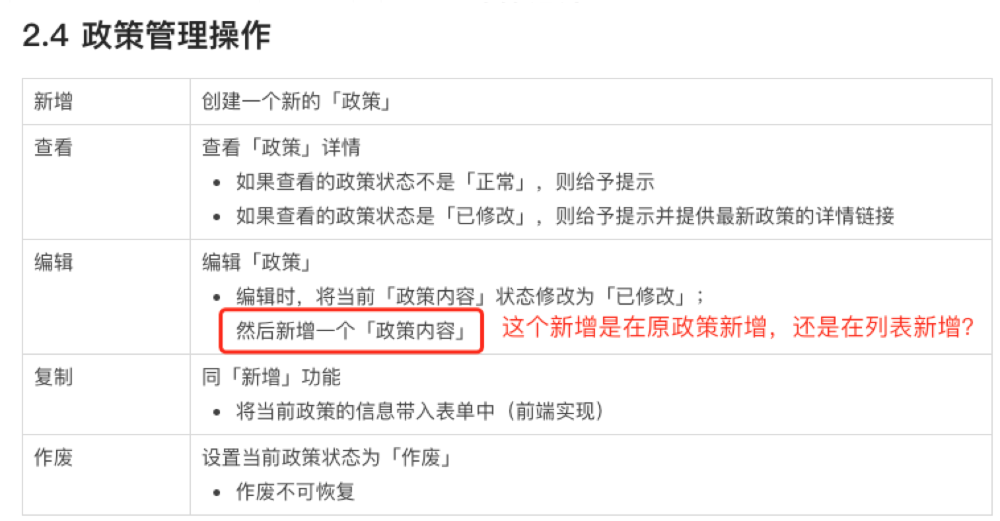 2.4 政策管理操作
新增
创建一个新的「政策」
查看
查看「政策」详情
• 如果查看的政策状态不是「正常」，则给予提示
• 如果查看的政策状态是「已修改」，则给予提示并提供最新政策的详情链接
编辑
编辑「政策」
• 编辑时，将当前「政策内容」状态修改为「已修改」；
然后新增一个「政策内容」
这个新增是在原政策新增，还是在列表新增？
复制
同「新增」功能
• 将当前政策的信息带入表单中（前端实现）
作废
设置当前政策状态为「作废」
• 作废不可恢复